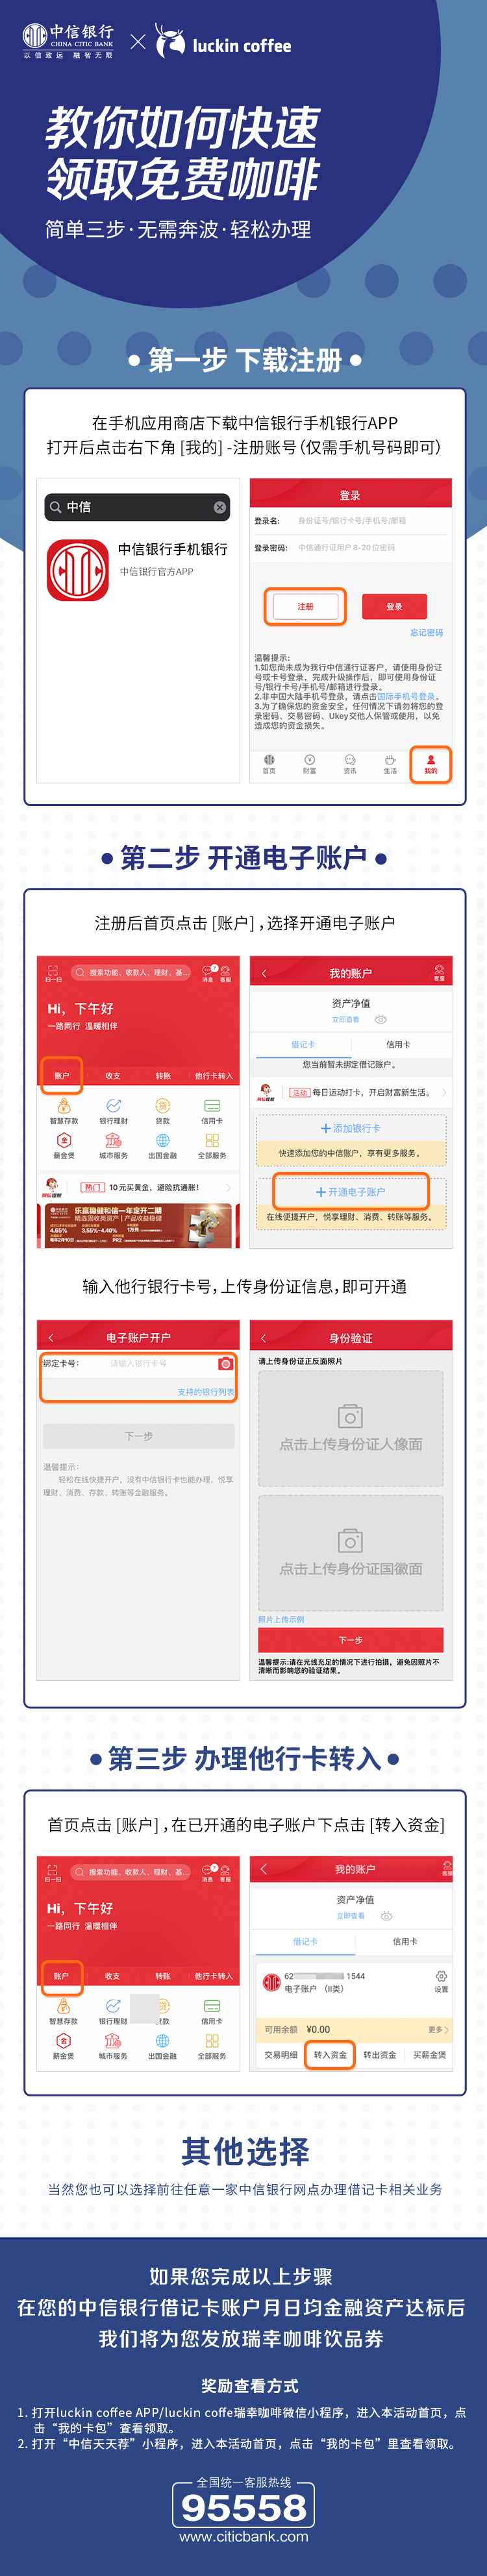 中信银行
CHINA CITIC BANK
以信致远 融智无限
luckin coffee
教你如何快速
领取免费咖啡
简单三步·无需奔波·轻松办理
第一步 下载注册
在手机应用商店下载中信银行手机银行APP
打开后点击右下角 [我的] -注册账号(仅需手机号码即可)
中信
中信银行手机银行
中信银行官方APP
登录
登录名: 身份证号/银行卡号/手机号/邮箱
登录密码: 中信通行证用户8-20位密码
注册
登录
忘记密码
温馨提示:
1.如您尚未成为我行中信通行证客户, 请使用身份证
号或卡号登录, 完成升级操作后, 即可使用身份证
号/银行卡号/手机号/邮箱进行登录。
2.非中国大陆手机号登录, 请点击国际手机号登录。
3.为了确保您的资金安全, 任何情况下请勿将您的登
录密码、交易密码、Ukey交他人保管或使用, 以免
造成您的资金损失。
首页 财富 资讯 生活 我的
第二步 开通电子账户
注册后首页点击 [账户] ,选择开通电子账户
扫一扫
搜索功能、收款人、理财、基...
消息 客服
Hi, 下午好
一路同行 温暖相伴
账户 收支 转账 他行卡转入
智慧存款 银行理财 贷款 信用卡
薪金煲 城市服务 出国金融 全部服务
热门 10元买黄金, 避险抗通胀!
乐赢稳健和信一年定开二期
精选固收类资产 | 产品收益稳健
4.65% 3.55%-4.40% 1万元
PR2
我的账户
客服
资产净值
立即查看
借记卡 信用卡
您当前暂未绑定借记账户。
活动 每日运动打卡, 开启财富新生活。
+ 添加银行卡
快速添加您的中信账户, 享有更多服务。
+ 开通电子账户
在线便捷开户, 悦享理财、消费、转账等服务。
输入他行银行卡号,上传身份证信息,即可开通
电子账户开户
绑定卡号: 请输入银行卡号
支持的银行列表
下一步
温馨提示:
轻松在线快捷开户, 没有中信银行卡也能办理, 悦享
理财、消费、存款、转账等金融服务。
身份验证
请上传身份证正反面照片
点击上传身份证人像面
点击上传身份证国徽面
照片上传示例
下一步
温馨提示:请在光线充足的情况下进行拍摄, 避免因照片不
清晰而影响您的验证结果。
第三步 办理他行卡转入
首页点击 [账户] ,在已开通的电子账户下点击 [转入资金]
扫一扫
搜索功能、收款人、理财、基...
消息 客服
Hi, 下午好
一路同行 温暖相伴
账户 收支 转账 他行卡转入
智慧存款 银行理财 款 信用卡
薪金煲 城市服务 出国金融 全部服务
我的账户
客服
资产净值
立即查看
借记卡 信用卡
62 1544
电子账户 (II类)
设置
可用余额 ¥0.00 更多
交易明细 转入资金 转出资金 买薪金煲
其他选择
当然您也可以选择前往任意一家中信银行网点办理借记卡相关业务
如果您完成以上步骤
在您的中信银行借记卡账户月日均金融资产达标后
我们将为您发放瑞幸咖啡饮品券
奖励查看方式
1. 打开luckin coffee APP/luckin coffe瑞幸咖啡微信小程序, 进入本活动首页, 点
击“我的卡包”查看领取。
2. 打开“中信天天荐”小程序, 进入本活动首页, 点击“我的卡包”里查看领取。
全国统一客服热线
95558
www.citicbank.com